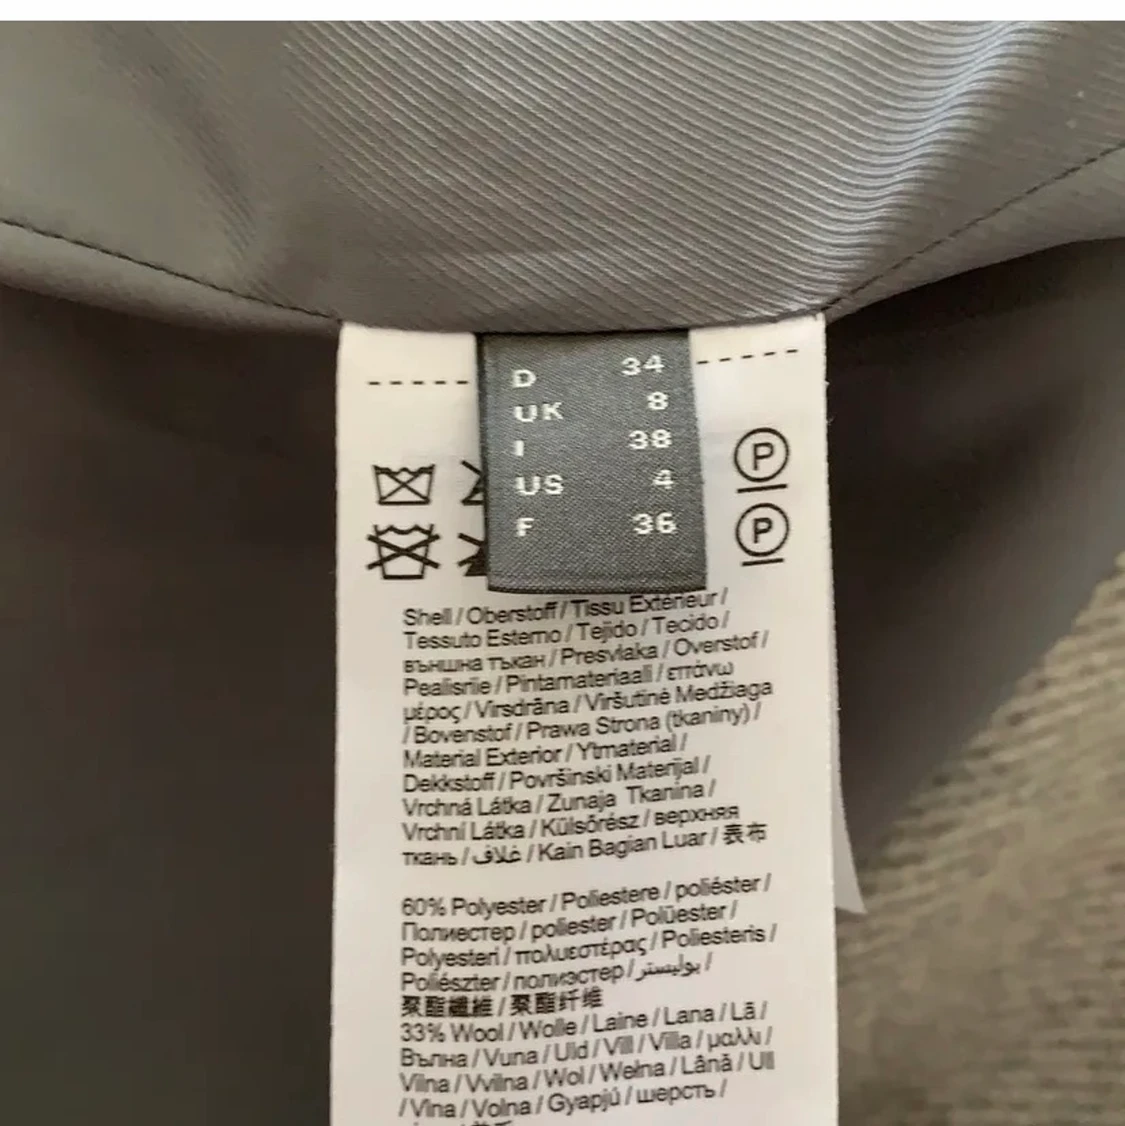 D 34
UK 8
I 38
US 4
F 36
P
P
Shell / Oberstoff / Tissu Extérieur /
Tessuto Esterno / Tejido / Tecido /
външна тъкан / Presvlaka / Overstof /
Pealisriie / Pintamateriaali / επάνω
μέρος / Virsdrāna / Viršutinė Medžiaga
/ Bovenstof / Prawa Strona (tkaniny) /
Material Exterior / Ytmaterial /
Dekkstoff / Površinski Materijal /
Vrchná Látka / Zunaja Tkanina /
Vrchní Látka / Külsőrész / верхняя
ткань / غلاف / Kain Bagian Luar / 表布
60% Polyester / Poliestere / poliéster /
Полиестер / poliester / Polüester /
Polyesteri / πολυεστέρας / Poliesteris /
Poliészter / полиэстер / بوليستر /
聚酯纖維 / 聚酯纤维
33% Wool / Wolle / Laine / Lana / Lã /
Вълна / Vuna / Uld / Vill / Villa / μαλλι /
Vilna / Vvilna / Wol / Wełna / Lână / Ull
/ Vlna / Volna / Gyapjú / шерсть /